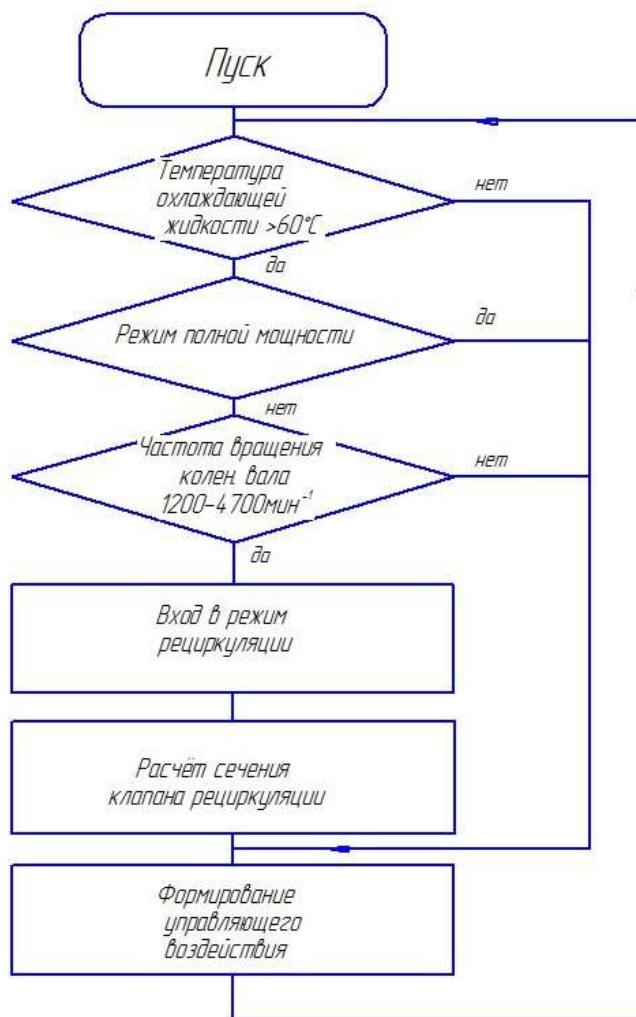 Пуск
Температура
охлаждающей
жидкости >60°С
нет
да
Режим полной мощности
да
нет
Частота вращения
колен. вала
1200-4700мин⁻¹
нет
да
Вход в режим
рециркуляции
Расчёт сечения
клапана рециркуляции
Формирование
управляющего
воздействия